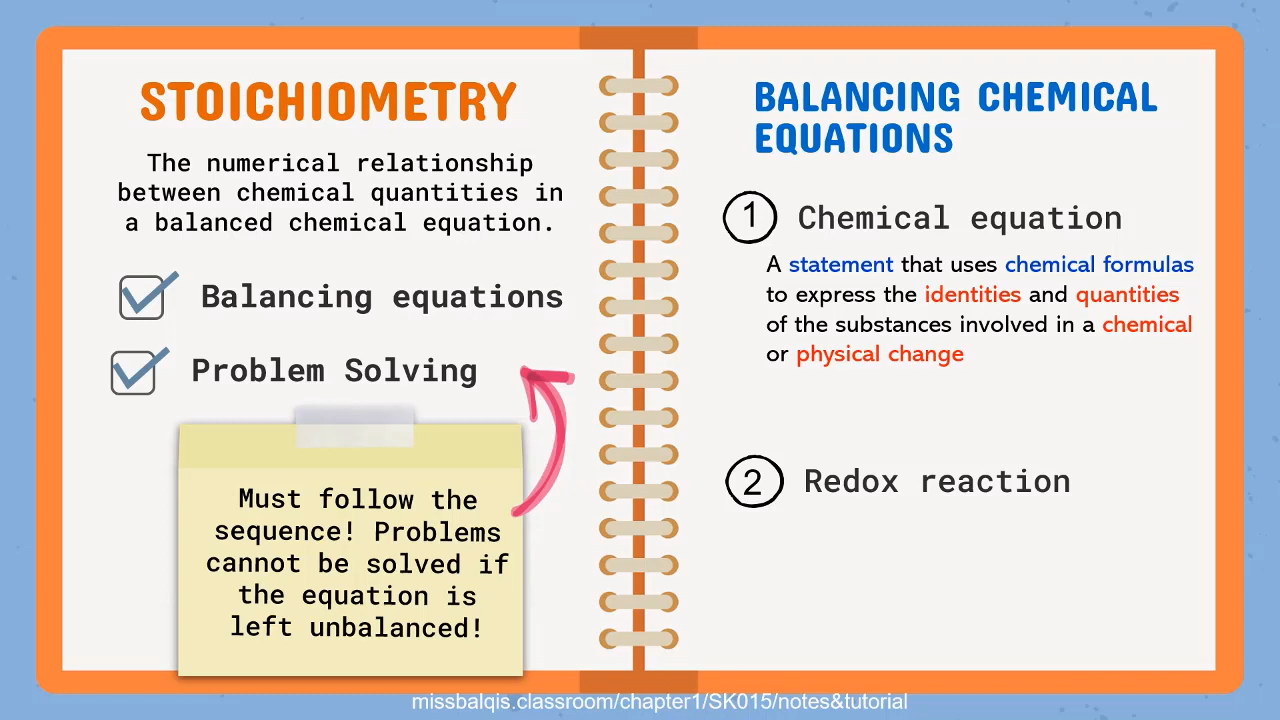 STOICHIOMETRY
The numerical relationship
between chemical quantities in
a balanced chemical equation.
Balancing equations
Problem Solving
Must follow the
sequence! Problems
cannot be solved if
the equation is
left unbalanced!
BALANCING CHEMICAL
EQUATIONS
1 Chemical equation
A statement that uses chemical formulas
to express the identities and quantities
of the substances involved in a chemical
or physical change
2 Redox reaction
missbalqis.classroom/chapter1/SK015/notes&tutorial